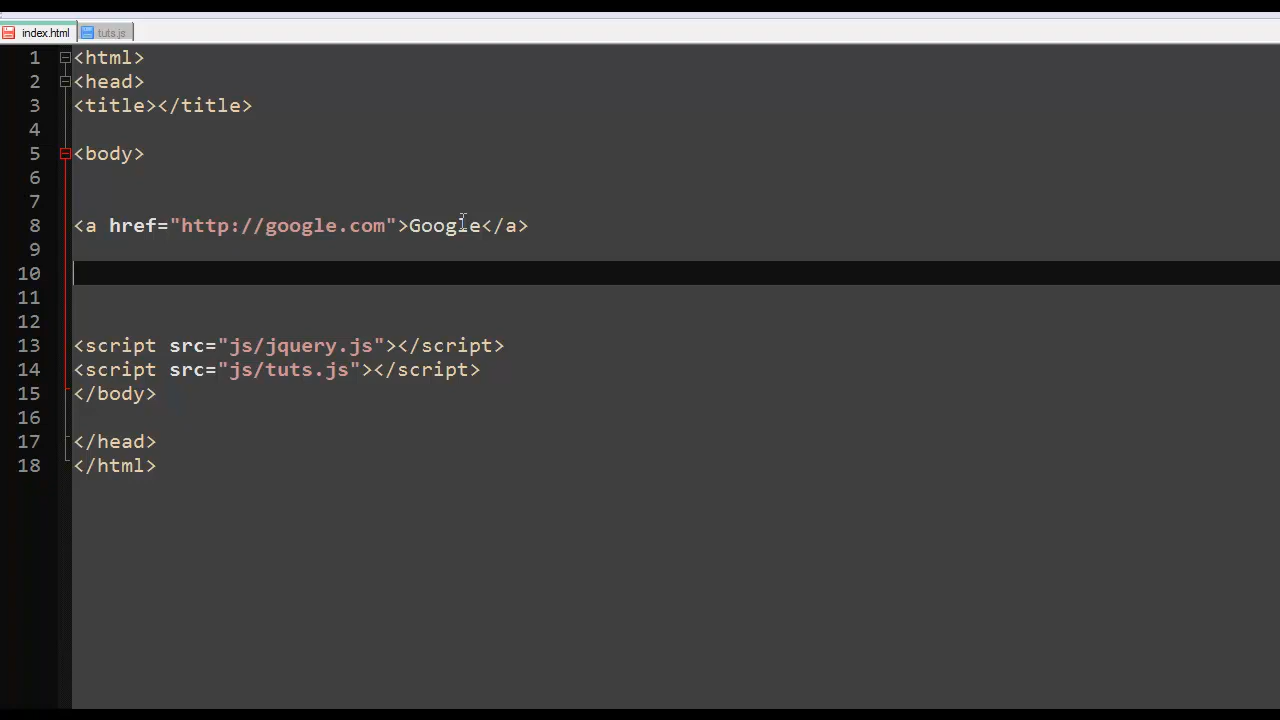 index.html tuts.js
1 <html>
2 <head>
3 <title></title>
4
5 <body>
6
7
8 <a href="http://google.com">Google</a>
9
10
11
12
13 <script src="js/jquery.js"></script>
14 <script src="js/tuts.js"></script>
15 </body>
16
17 </head>
18 </html>